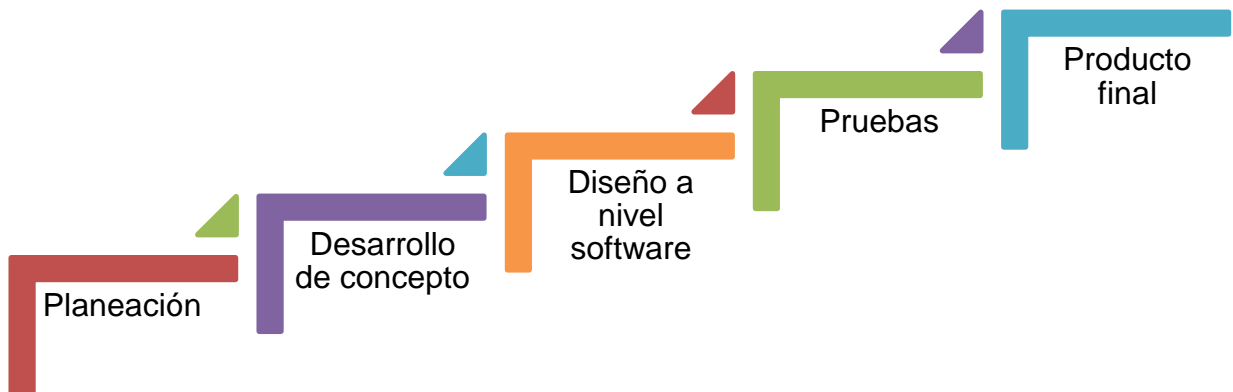 Planeación
Desarrollo
de concepto
Diseño a
nivel
software
Pruebas
Producto
final